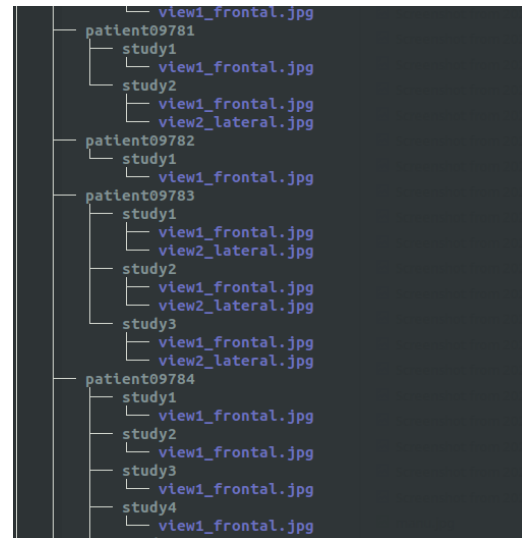 view1_frontal.jpg
patient09781
study1
view1_frontal.jpg
study2
view1_frontal.jpg
view2_lateral.jpg
patient09782
study1
view1_frontal.jpg
patient09783
study1
view1_frontal.jpg
view2_lateral.jpg
study2
view1_frontal.jpg
view2_lateral.jpg
study3
view1_frontal.jpg
view2_lateral.jpg
patient09784
study1
view1_frontal.jpg
study2
view1_frontal.jpg
study3
view1_frontal.jpg
study4
view1_frontal.jpg